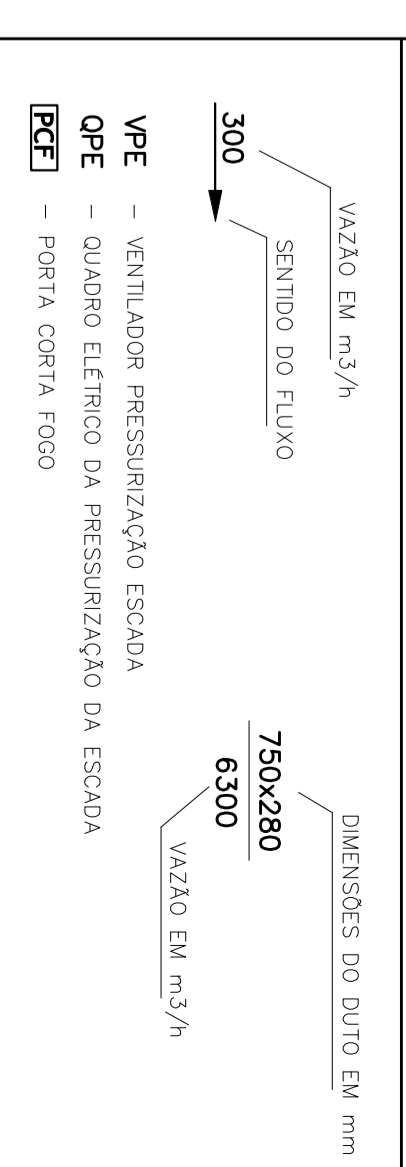 VAZÃO EM m3/h
300
SENTIDO DO FLUXO
DIMENSÕES DO DUTO EM mm
750x280
6300
VAZÃO EM m3/h
VPE - VENTILADOR PRESSURIZAÇÃO ESCADA
QPE - QUADRO ELÉTRICO DA PRESSURIZAÇÃO DA ESCADA
PCF - PORTA CORTA FOGO